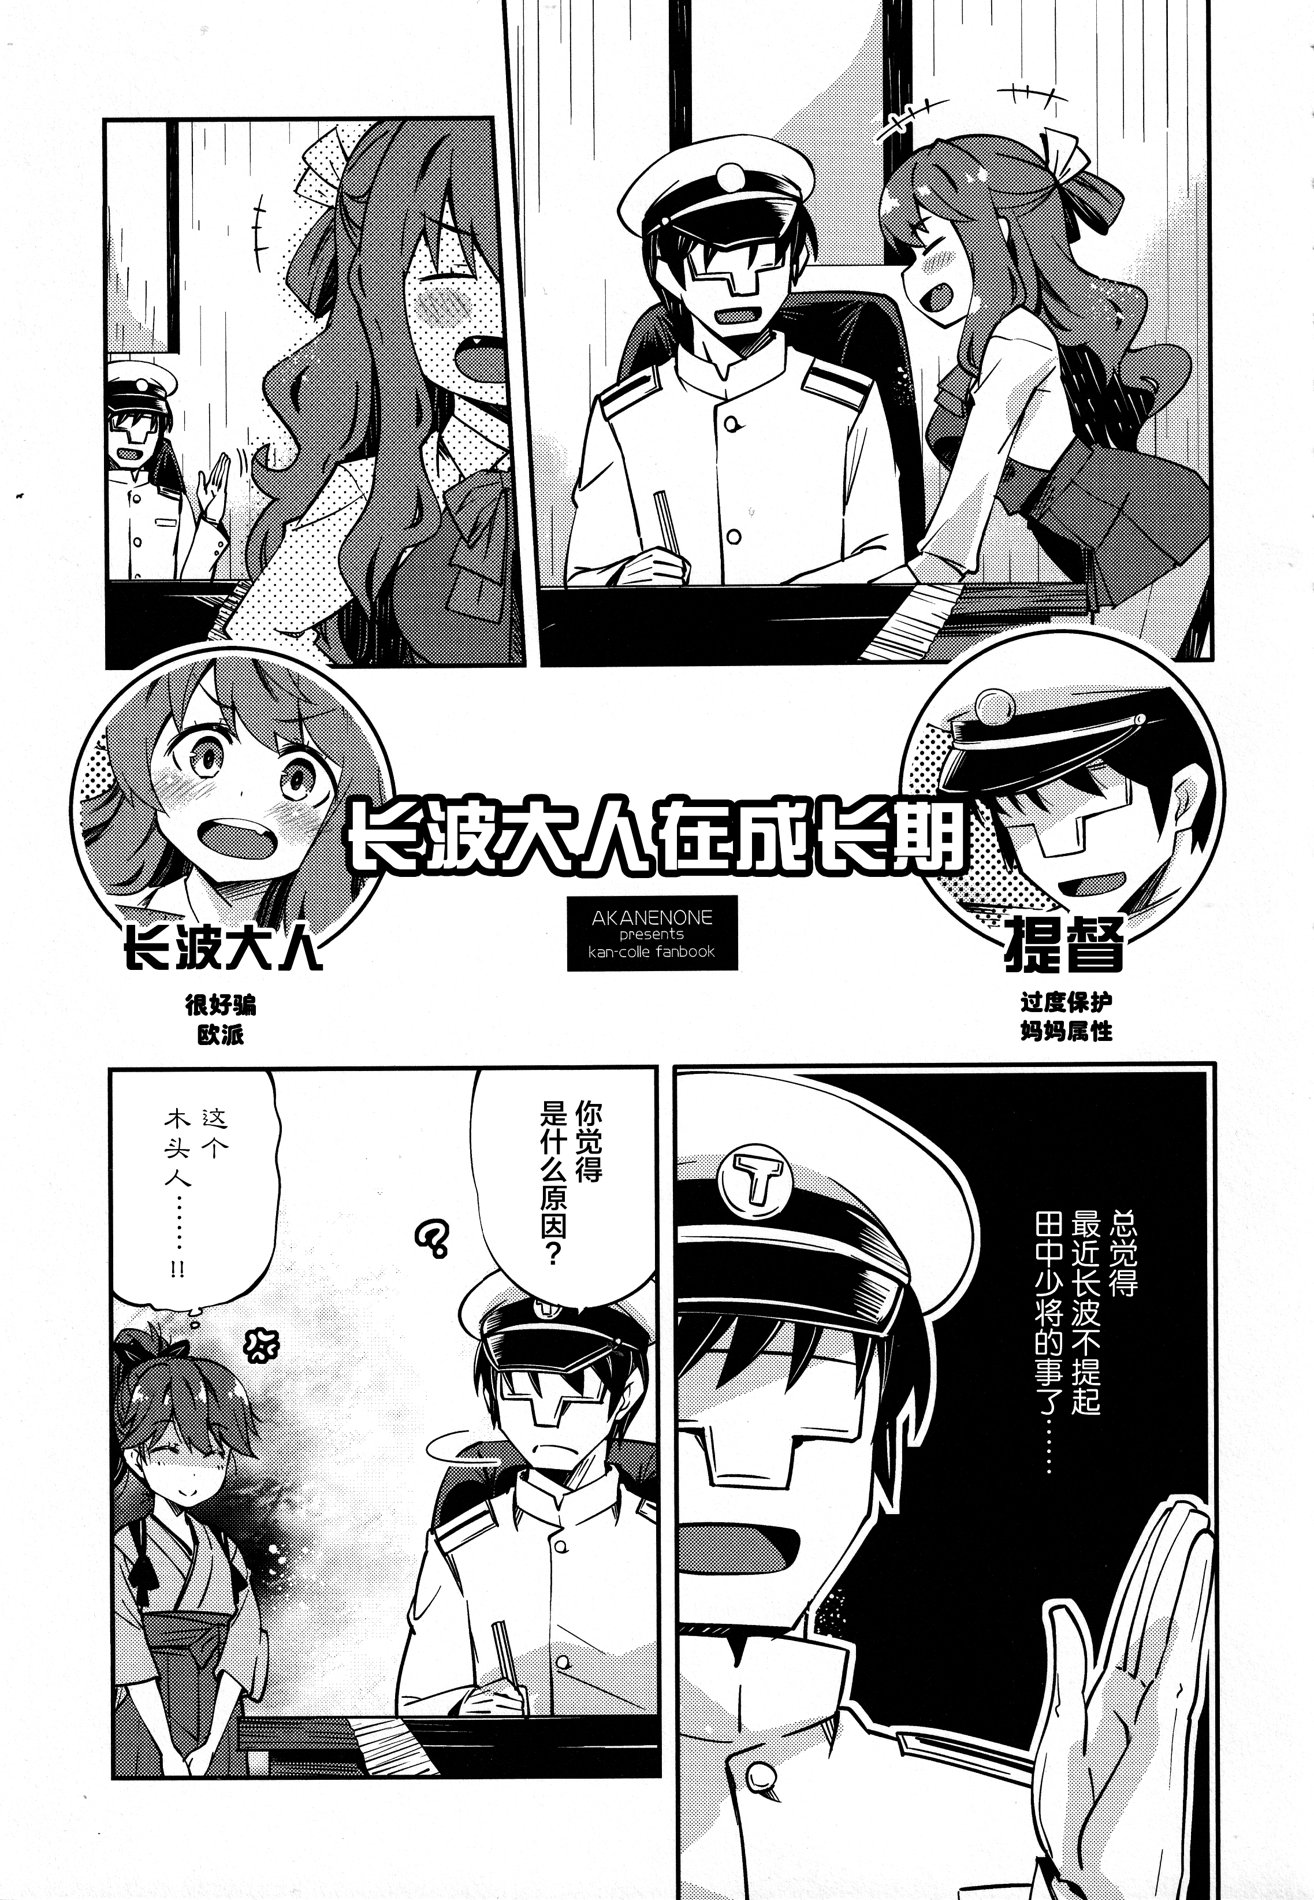 长波大人在成长期
AKANENONE
presents
kan-colle fanbook
提督
过度保护
妈妈属性
长波大人
很好骗
欧派
总觉得
最近长波不提起
田中少将的事了……
T
你觉得
是什么原因?
?
T
这个
木头人……!!